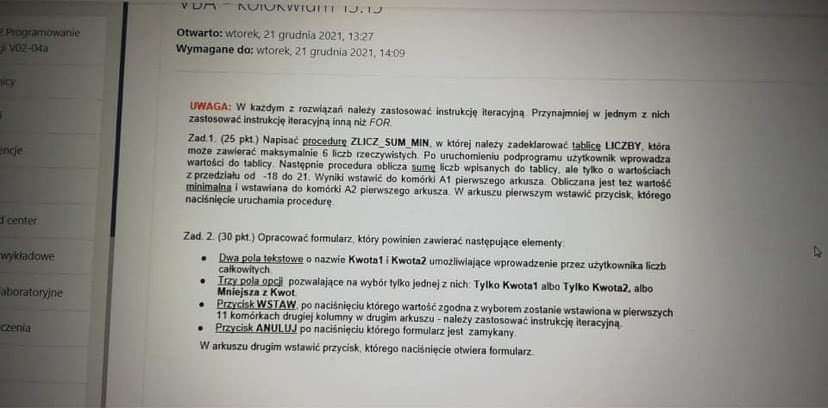 VBA - Kolokwium 13.15
Programowanie
V02-04a
Otwarto: wtorek, 21 grudnia 2021, 13:27
Wymagane do: wtorek, 21 grudnia 2021, 14:09
UWAGA: W każdym z rozwiązań należy zastosować instrukcję iteracyjną. Przynajmniej w jednym z nich
zastosować instrukcję iteracyjną inną niż FOR.
Zad.1. (25 pkt.) Napisać procedurę ZLICZ_SUM_MIN, w której należy zadeklarować tablicę LICZBY, która
może zawierać maksymalnie 6 liczb rzeczywistych. Po uruchomieniu podprogramu użytkownik wprowadza
wartości do tablicy. Następnie procedura oblicza sumę liczb wpisanych do tablicy, ale tylko o wartościach
z przedziału od -18 do 21. Wyniki wstawić do komórki A1 pierwszego arkusza. Obliczana jest też wartość
minimalna i wstawiana do komórki A2 pierwszego arkusza. W arkuszu pierwszym wstawić przycisk, którego
naciśnięcie uruchamia procedurę.
Zad. 2. (30 pkt.) Opracować formularz, który powinien zawierać następujące elementy:
● Dwa pola tekstowe o nazwie Kwota1 i Kwota2 umożliwiające wprowadzenie przez użytkownika liczb
całkowitych.
● Trzy pola opcji pozwalające na wybór tylko jednej z nich: Tylko Kwota1 albo Tylko Kwota2, albo
Mniejsza z Kwot.
● Przycisk WSTAW, po naciśnięciu którego wartość zgodna z wyborem zostanie wstawiona w pierwszych
11 komórkach drugiej kolumny w drugim arkuszu - należy zastosować instrukcję iteracyjną.
● Przycisk ANULUJ po naciśnięciu którego formularz jest zamykany.
W arkuszu drugim wstawić przycisk, którego naciśnięcie otwiera formularz.
encje
d center
wykładowe
laboratoryjne
czenia